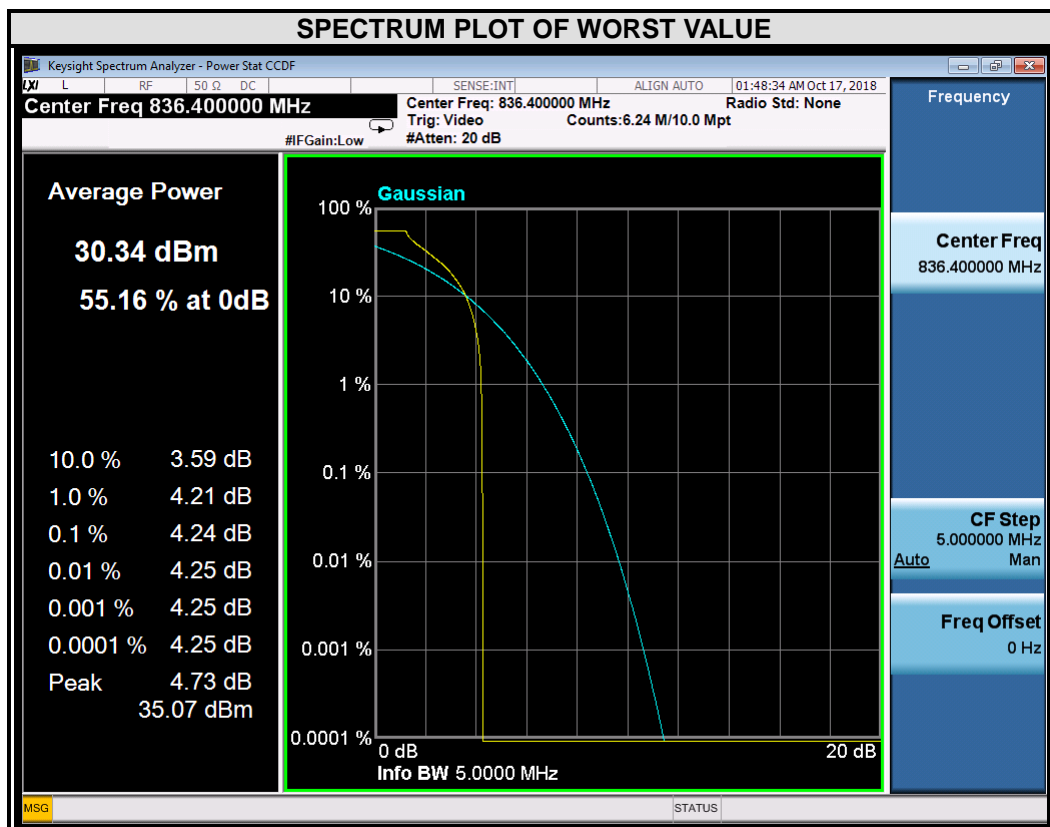 SPECTRUM PLOT OF WORST VALUE
Keysight Spectrum Analyzer - Power Stat CCDF
LXI L RF 50 Ω DC SENSE:INT ALIGN AUTO 01:48:34 AM Oct 17, 2018
Center Freq 836.400000 MHz
Center Freq: 836.400000 MHz Radio Std: None
Trig: Video Counts:6.24 M/10.0 Mpt
#IFGain:Low #Atten: 20 dB
Average Power
30.34 dBm
55.16 % at 0dB
10.0 % 3.59 dB
1.0 % 4.21 dB
0.1 % 4.24 dB
0.01 % 4.25 dB
0.001 % 4.25 dB
0.0001 % 4.25 dB
Peak 4.73 dB
35.07 dBm
Gaussian
100 %
10 %
1 %
0.1 %
0.01 %
0.001 %
0.0001 %
0 dB 20 dB
Info BW 5.0000 MHz
Frequency
Center Freq
836.400000 MHz
CF Step
5.000000 MHz
Auto Man
Freq Offset
0 Hz
MSG STATUS